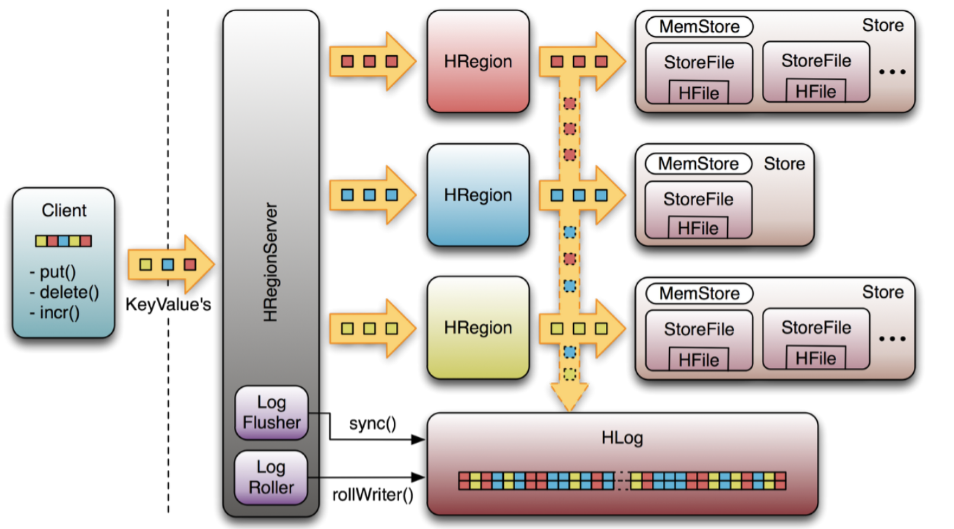 Client
- put()
- delete()
- incr()
KeyValue's
HRegionServer
Log
Flusher
Log
Roller
sync()
rollWriter()
HRegion
MemStore
Store
StoreFile
HFile
StoreFile
HFile
...
HRegion
MemStore
Store
StoreFile
HFile
HRegion
MemStore
Store
StoreFile
HFile
StoreFile
HFile
...
HLog